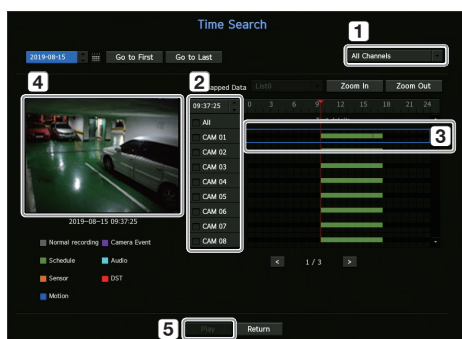 Time Search
1
2019-08-15 Go to First Go to Last All Channels
4 2
pped Data List0 Zoom In Zoom Out
09:37:25 0 3 6 9 12 15 18 21 24
All
CAM 01 3
CAM 02
CAM 03
CAM 04
CAM 05
CAM 06
CAM 07
CAM 08
2019-08-15 09:37:25
Normal recording Camera Event
Schedule Audio
Sensor DST
Motion
< 1 / 3 >
5 Play Return